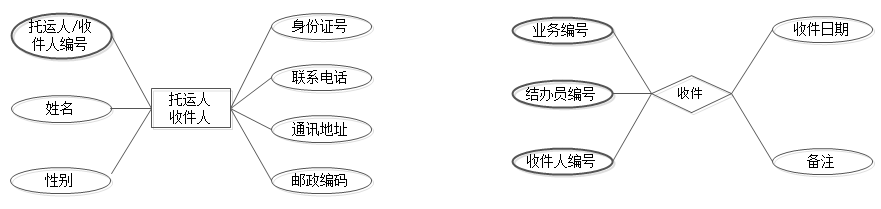 托运人/收
件人编号
姓名
性别
托运人
收件人
身份证号
联系电话
通讯地址
邮政编码
业务编号
结办员编号
收件人编号
收件
收件日期
备注